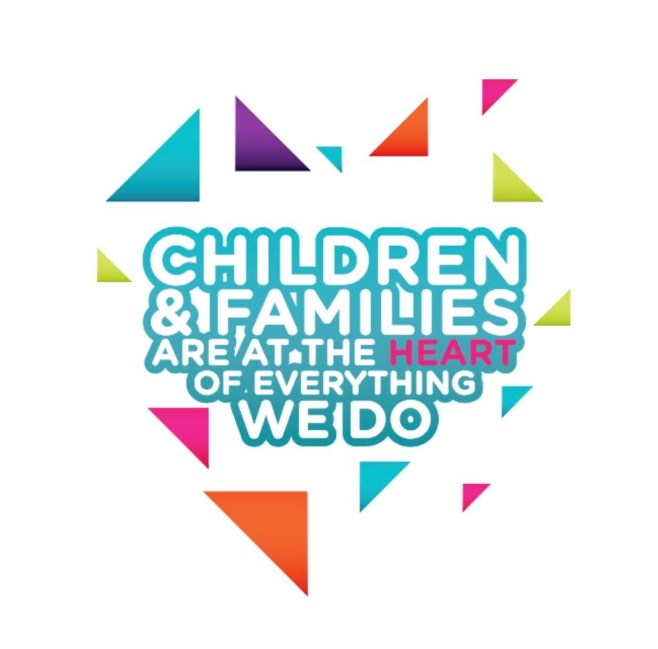 CHILDREN
& FAMILIES
ARE AT THE HEART
OF EVERYTHING
WE DO